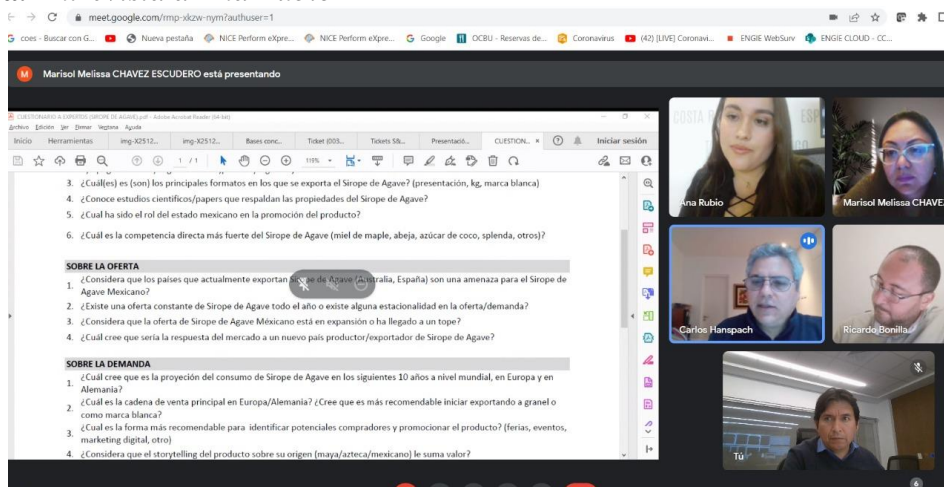 meet.google.com/rmp-xkzw-nym?authuser=1
coes - Buscar con G...
Nueva pestaña
NICE Perform eXpre...
NICE Perform eXpre...
Google
OCBU - Reservas de...
Coronavirus
(42) [LIVE] Coronavi...
ENGIE WebSurv
ENGIE CLOUD - CC...
M
Marisol Melissa CHAVEZ ESCUDERO está presentando
CUESTIONARIO A EXPERTOS (SIROPE DE AGAVE).pdf - Adobe Acrobat Reader (64-bit)
Archivo Edición Ver Firmar Ventana Ayuda
Inicio
Herramientas
img-X2512...
img-X2512...
Bases conc...
Ticket (003...
Tickets S&...
Presentació...
CUESTION...
Iniciar sesión
1 / 1
119%
3. ¿Cuál(es) es (son) los principales formatos en los que se exporta el Sirope de Agave? (presentación, kg, marca blanca)
4. ¿Conoce estudios científicos/papers que respaldan las propiedades del Sirope de Agave?
5. ¿Cual ha sido el rol del estado mexicano en la promoción del producto?
6. ¿Cuál es la competencia directa más fuerte del Sirope de Agave (miel de maple, abeja, azúcar de coco, splenda, otros)?
SOBRE LA OFERTA
1. ¿Considera que los países que actualmente exportan Sirope de Agave (Australia, España) son una amenaza para el Sirope de
Agave Mexicano?
2. ¿Existe una oferta constante de Sirope de Agave todo el año o existe alguna estacionalidad en la oferta/demanda?
3. ¿Considera que la oferta de Sirope de Agave Méxicano está en expansión o ha llegado a un tope?
4. ¿Cuál cree que sería la respuesta del mercado a un nuevo país productor/exportador de Sirope de Agave?
SOBRE LA DEMANDA
1. ¿Cuál cree que es la proyección del consumo de Sirope de Agave en los siguientes 10 años a nivel mundial, en Europa y en
Alemania?
2. ¿Cuál es la cadena de venta principal en Europa/Alemania? ¿Cree que es más recomendable iniciar exportando a granel o
como marca blanca?
3. ¿Cual es la forma más recomendable para identificar potenciales compradores y promocionar el producto? (ferias, eventos,
marketing digital, otro)
4. ¿Considera que el storytelling del producto sobre su origen (maya/azteca/mexicano) le suma valor?
COSTA
ESP
Ana Rubio
Marisol Melissa CHAVE
Carlos Hanspach
Ricardo Bonilla
Tú
6